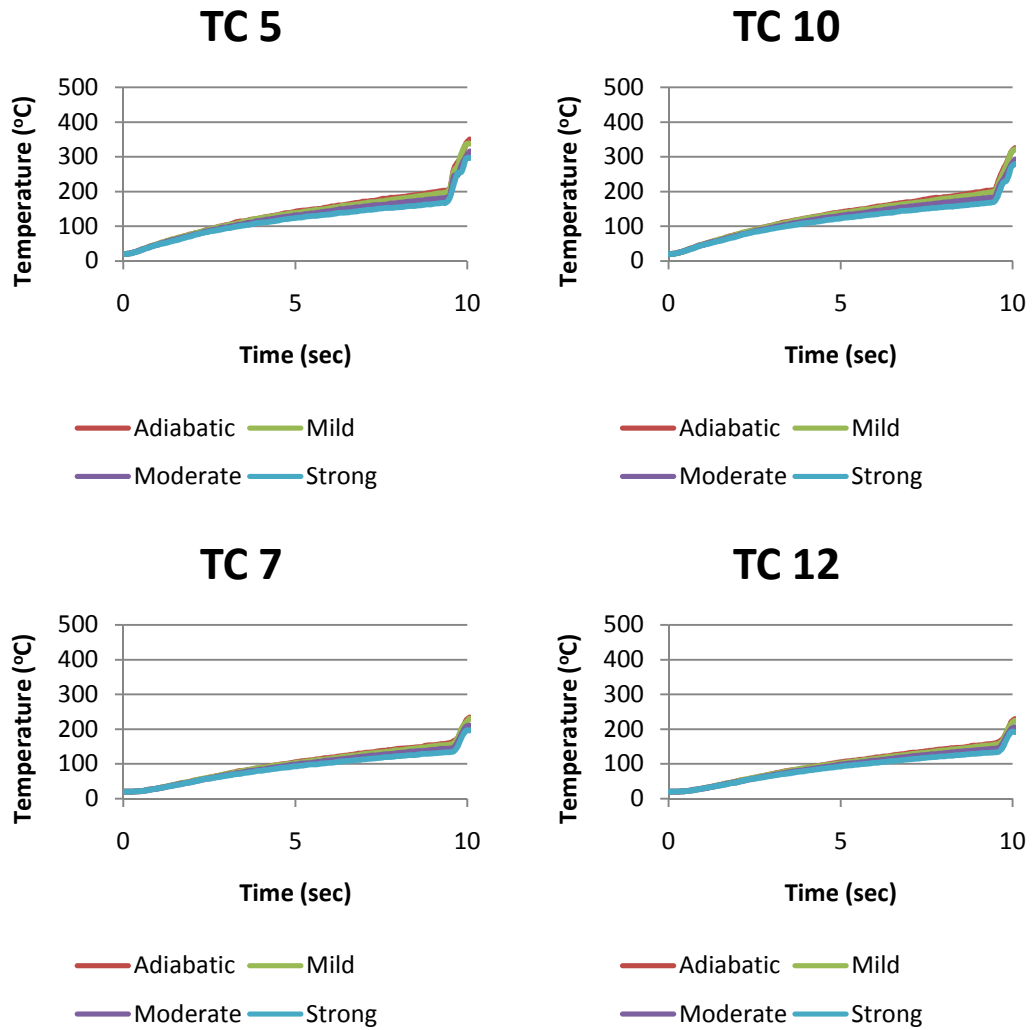 TC 5
500
400
300
200
100
0
Temperature (ºC)
0 5 10
Time (sec)
Adiabatic Mild
Moderate Strong
TC 10
500
400
300
200
100
0
Temperature (ºC)
0 5 10
Time (sec)
Adiabatic Mild
Moderate Strong
TC 7
500
400
300
200
100
0
Temperature (ºC)
0 5 10
Time (sec)
Adiabatic Mild
Moderate Strong
TC 12
500
400
300
200
100
0
Temperature (ºC)
0 5 10
Time (sec)
Adiabatic Mild
Moderate Strong